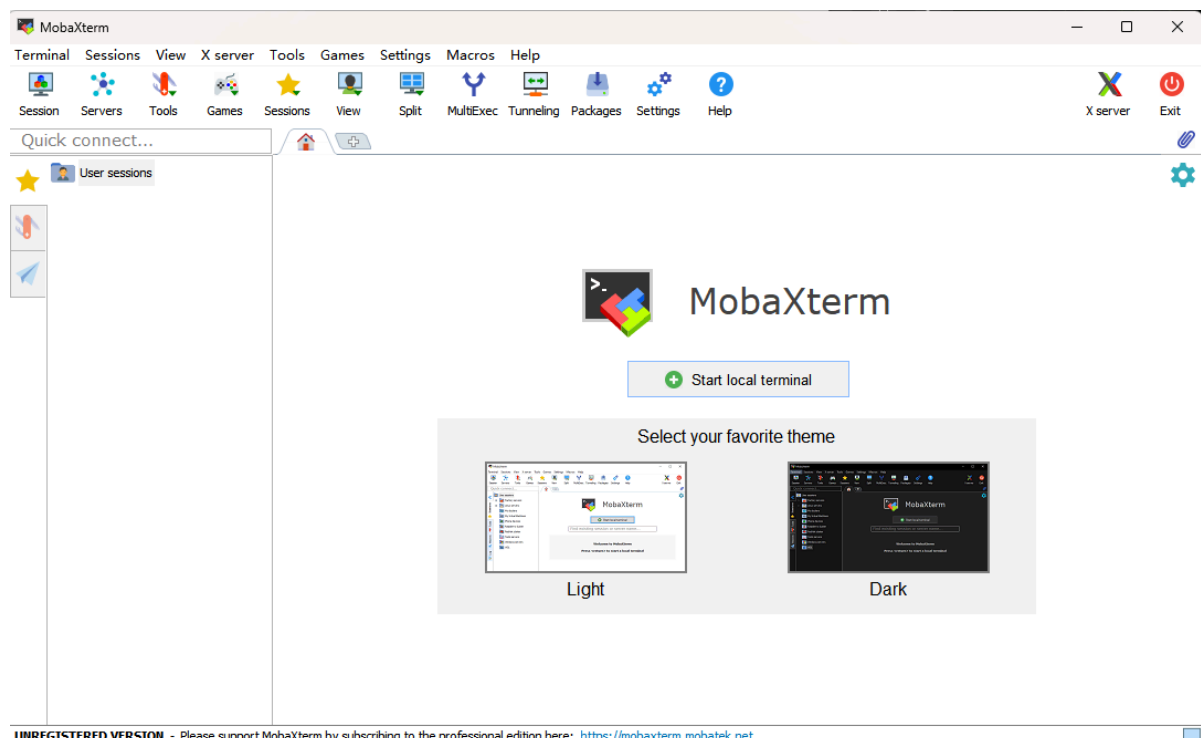 MobaXterm
Terminal Sessions View X server Tools Games Settings Macros Help
Session Servers Tools Games Sessions View Split MultiExec Tunneling Packages Settings Help X server Exit
Quick connect...
User sessions
>_
MobaXterm
Start local terminal
Select your favorite theme
MobaXterm
MobaXterm
Light Dark
UNREGISTERED VERSION - Please support MobaXterm by subscribing to the professional edition here: https://mobaxterm.mobatek.net